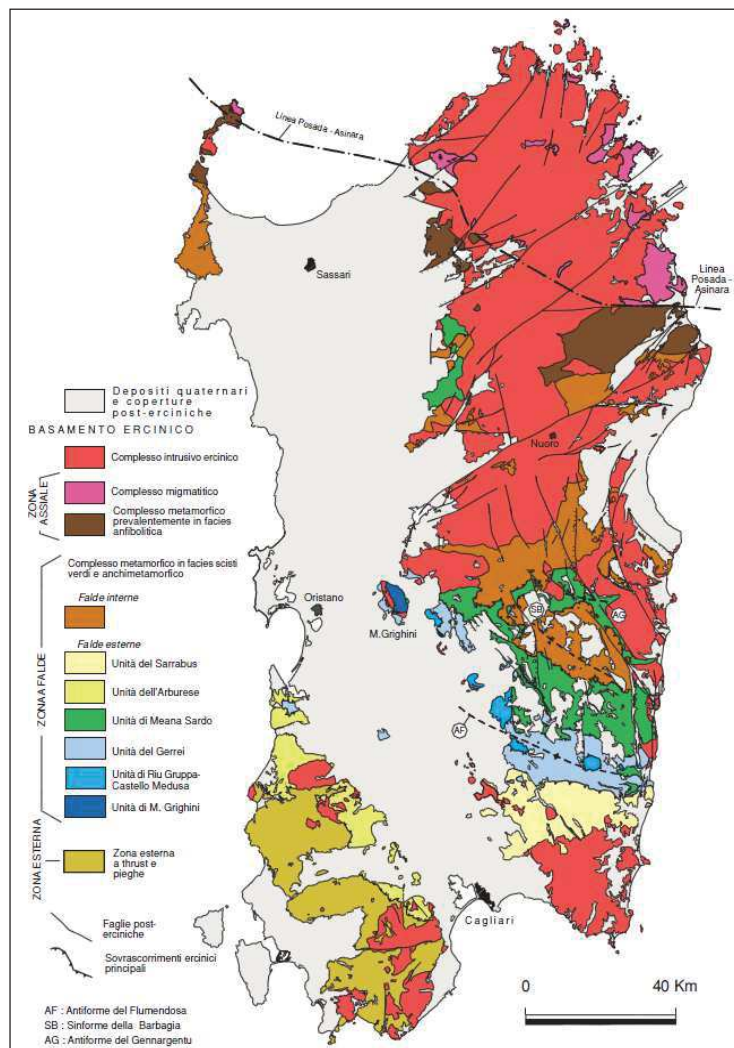 Linea Posada - Asinara
Sassari
Linea
Posada -
Asinara
Depositi quaternari
e coperture
post-erciniche
BASAMENTO ERCINICO
Complesso intrusivo ercinico
ZONA
ASSIALE
Complesso migmatitico
Complesso metamorfico
prevalentemente in facies
anfibolitica
Nuoro
Complesso metamorfico in facies scisti
verdi e anchimetamorfico
ZONA A FALDE
Falde interne
Falde esterne
Unità del Sarrabus
Unità dell'Arburese
Unità di Meana Sardo
Unità del Gerrei
Unità di Riu Gruppa-
Castello Medusa
Unità di M. Grighini
Oristano
M.Grighini
SB
AG
AF
ZONA ESTERNA
Zona esterna
a thrust e
pieghe
Cagliari
Faglie post-
erciniche
Sovrascorrimenti ercinici
principali
0 40 Km
AF : Antiforme del Flumendosa
SB : Sinforme della Barbagia
AG : Antiforme del Gennargentu